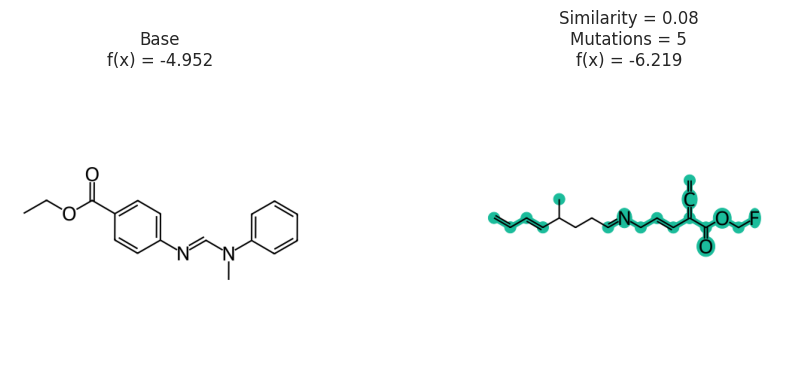 Base
f(x) = -4.952
Similarity = 0.08
Mutations = 5
f(x) = -6.219
O
O
N
N
C
N
O
F
O